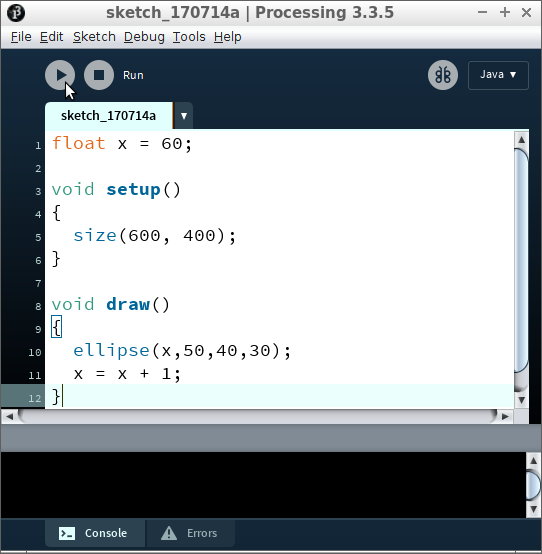 sketch_170714a | Processing 3.3.5
File Edit Sketch Debug Tools Help
Run
Java ▾
sketch_170714a ▾
1 float x = 60;
2
3 void setup()
4 {
5   size(600, 400);
6 }
7
8 void draw()
9 {
10   ellipse(x,50,40,30);
11   x = x + 1;
12 }
Console Errors